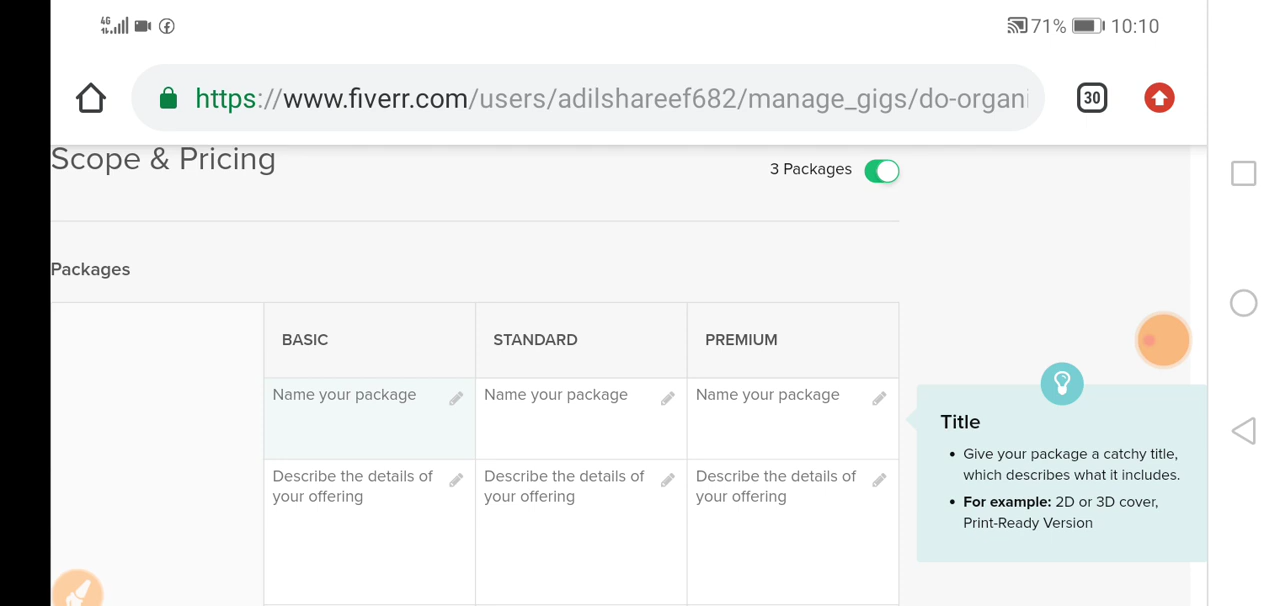 4G 71% 10:10
https://www.fiverr.com/users/adilshareef682/manage_gigs/do-organi 30
Scope & Pricing
3 Packages
Packages
BASIC STANDARD PREMIUM
Name your package Name your package Name your package
Describe the details of Describe the details of Describe the details of
your offering your offering your offering
Title
• Give your package a catchy title,
which describes what it includes.
• For example: 2D or 3D cover,
Print-Ready Version